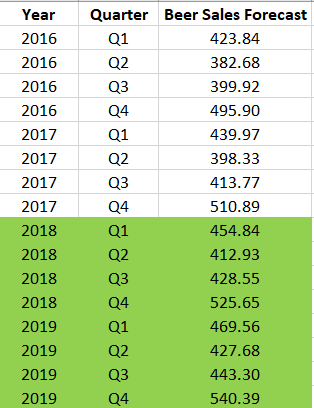 Year Quarter Beer Sales Forecast
2016 Q1 423.84
2016 Q2 382.68
2016 Q3 399.92
2016 Q4 495.90
2017 Q1 439.97
2017 Q2 398.33
2017 Q3 413.77
2017 Q4 510.89
2018 Q1 454.84
2018 Q2 412.93
2018 Q3 428.55
2018 Q4 525.65
2019 Q1 469.56
2019 Q2 427.68
2019 Q3 443.30
2019 Q4 540.39